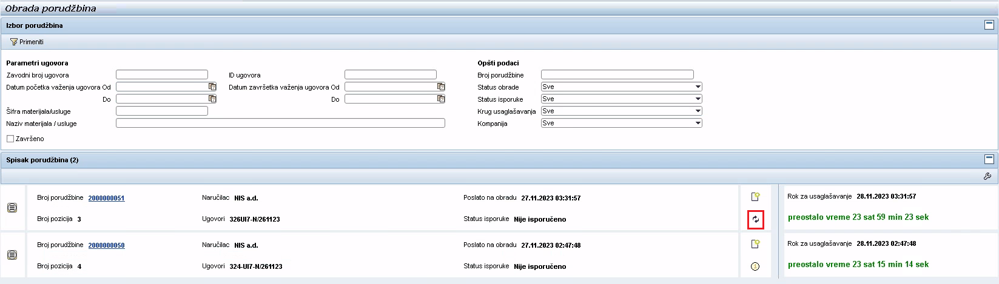 Obrada porudžbina
Izbor porudžbina
Primeniti
Parametri ugovora
Opšti podaci
Zavodni broj ugovora ID ugovora Broj porudžbine
Datum početka važenja ugovora Od Datum završetka važenja ugovora Od Status obrade Sve
Do Do Status isporuke Sve
Šifra materijala/usluge Krug usaglašavanja Sve
Naziv materijala / usluge Kompanija Sve
Završeno
Spisak porudžbina (2)
Broj porudžbine 2000000051 Naručilac NIS a.d. Poslato na obradu 27.11.2023 03:31:57 Rok za usaglašavanje 28.11.2023 03:31:57
Broj pozicija 3 Ugovori 326UI7-N/261123 Status isporuke Nije isporučeno preostalo vreme 23 sat 59 min 23 sek
Broj porudžbine 2000000050 Naručilac NIS a.d. Poslato na obradu 27.11.2023 02:47:48 Rok za usaglašavanje 28.11.2023 02:47:48
Broj pozicija 4 Ugovori 324-UI7-N/261123 Status isporuke Nije isporučeno 1 preostalo vreme 23 sat 15 min 14 sek